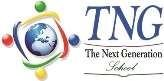 TNG
The Next Generation
School